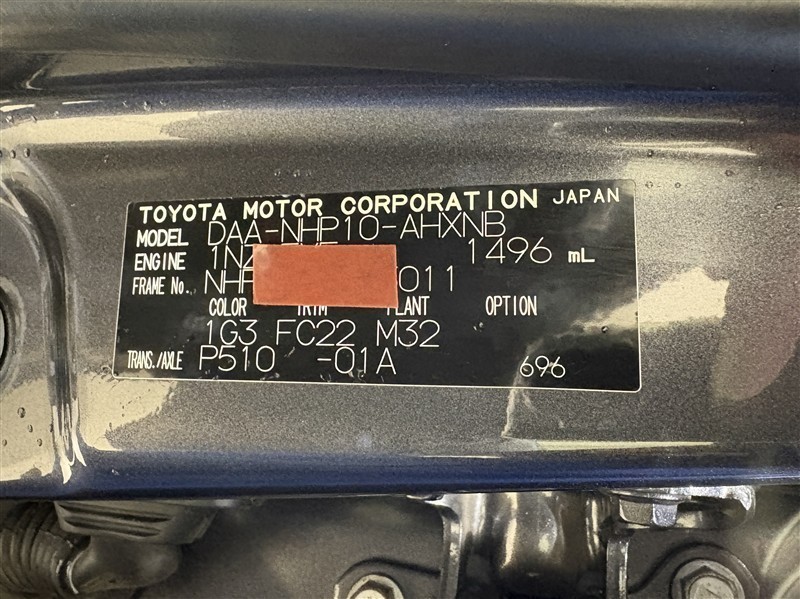 TOYOTA MOTOR CORPORATION JAPAN
MODEL DAA-NHP10-AHXNB
ENGINE 1NZ 1496 mL
FRAME No. NHP 011
COLOR TRIM PLANT OPTION
1G3 FC22 M32
TRANS./AXLE P510 -01A 696